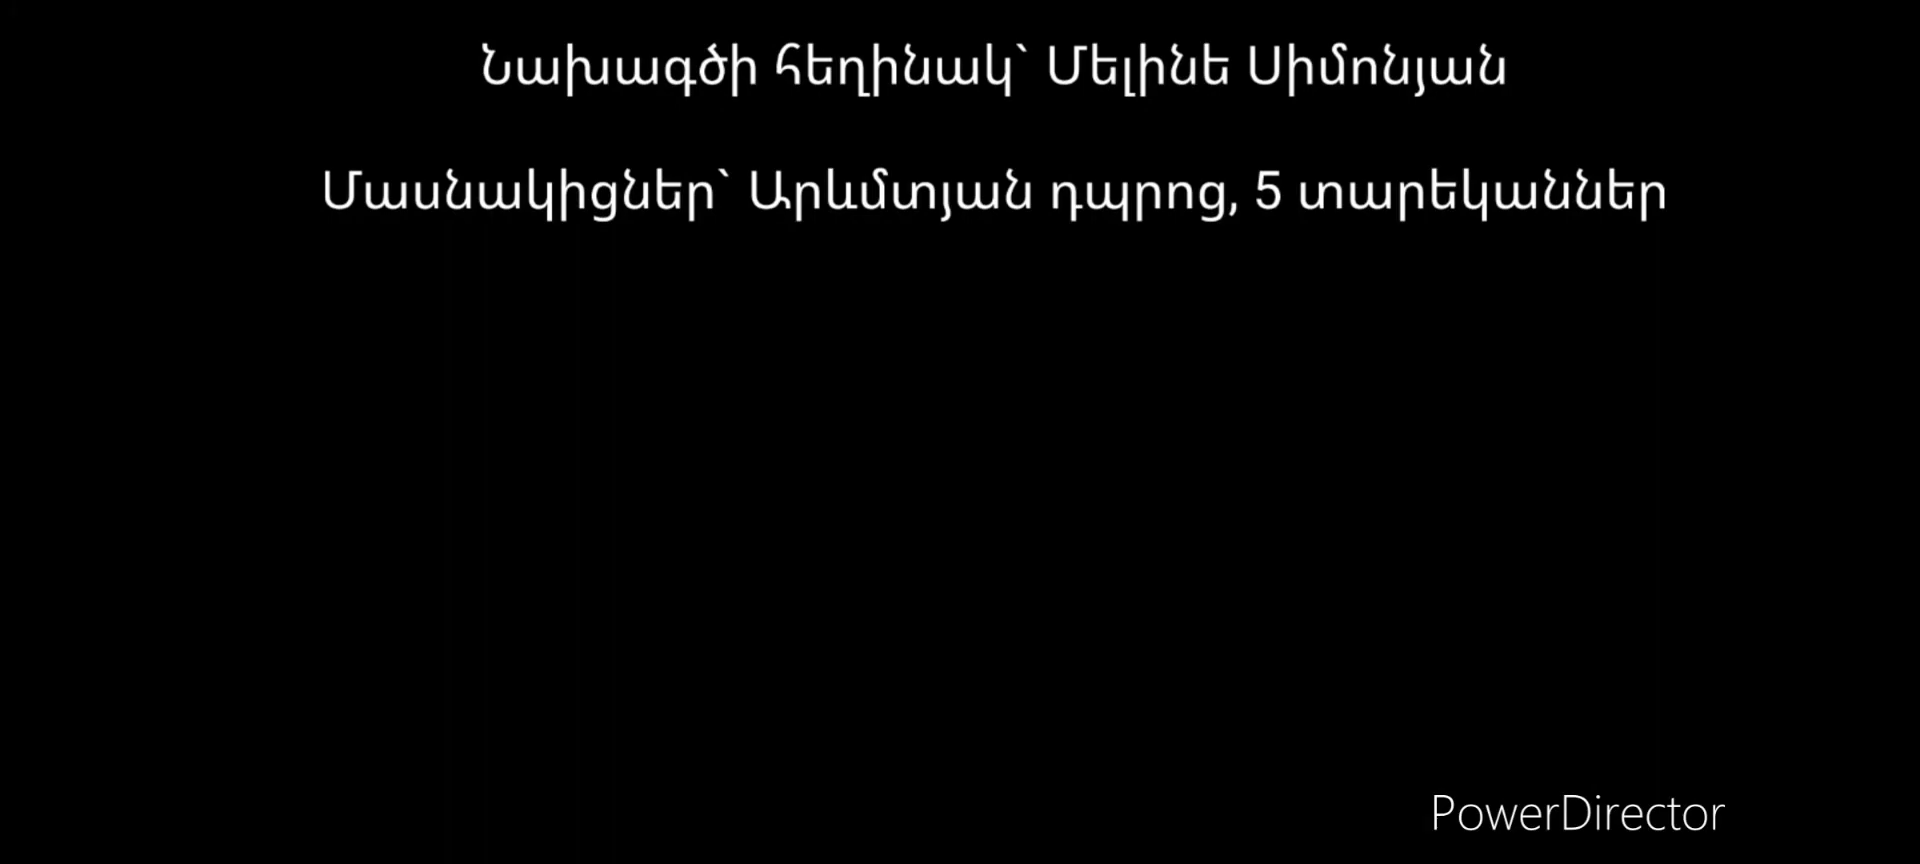 Նախագծի հեղինակ՝ Մելինե Սիմոնյան
Մասնակիցներ՝ Արևմտյան դպրոց, 5 տարեկաններ
PowerDirector